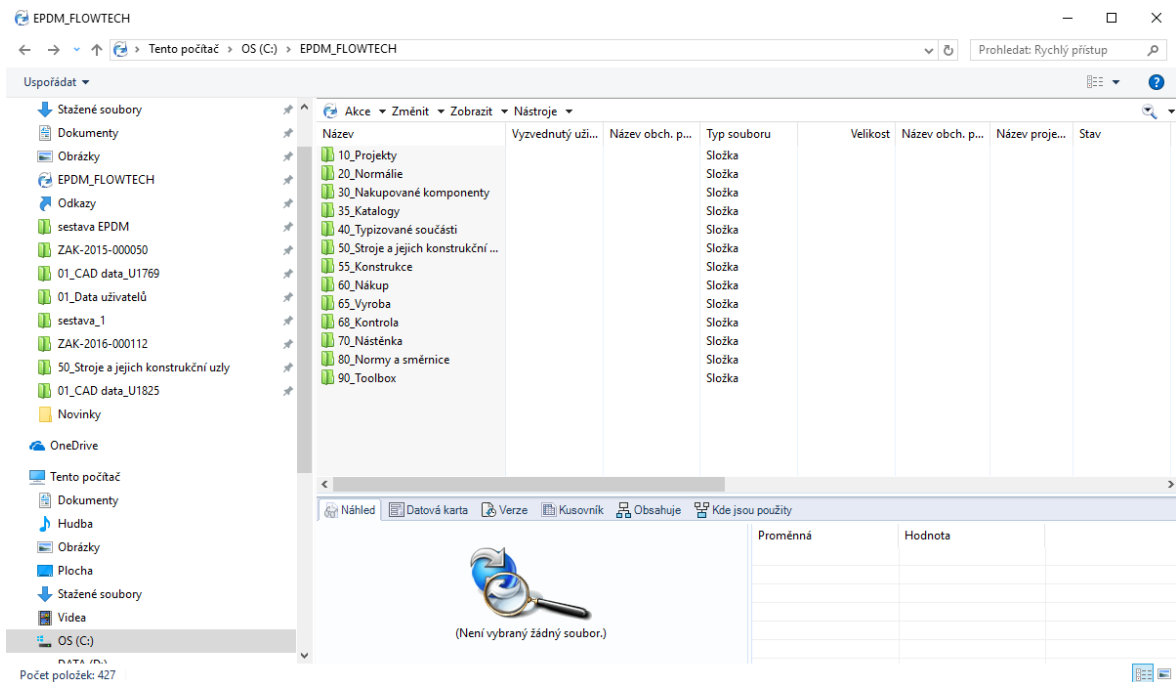 EPDM_FLOWTECH
Tento počítač › OS (C:) › EPDM_FLOWTECH
Prohledat: Rychlý přístup
Uspořádat
Stažené soubory
Dokumenty
Obrázky
EPDM_FLOWTECH
Odkazy
sestava EPDM
ZAK-2015-000050
01_CAD data_U1769
01_Data uživatelů
sestava_1
ZAK-2016-000112
50_Stroje a jejich konstrukční uzly
01_CAD data_U1825
Novinky
OneDrive
Tento počítač
Dokumenty
Hudba
Obrázky
Plocha
Stažené soubory
Videa
OS (C:)
DATA (D:)
Akce Změnit Zobrazit Nástroje
Název Vyzvednutý uži... Název obch. p... Typ souboru Velikost Název obch. p... Název proje... Stav
10_Projekty Složka
20_Normálie Složka
30_Nakupované komponenty Složka
35_Katalogy Složka
40_Typizované součásti Složka
50_Stroje a jejich konstrukční ... Složka
55_Konstrukce Složka
60_Nákup Složka
65_Vyroba Složka
68_Kontrola Složka
70_Nástěnka Složka
80_Normy a směrnice Složka
90_Toolbox Složka
Náhled Datová karta Verze Kusovník Obsahuje Kde jsou použity
Proměnná Hodnota
(Není vybraný žádný soubor.)
Počet položek: 427